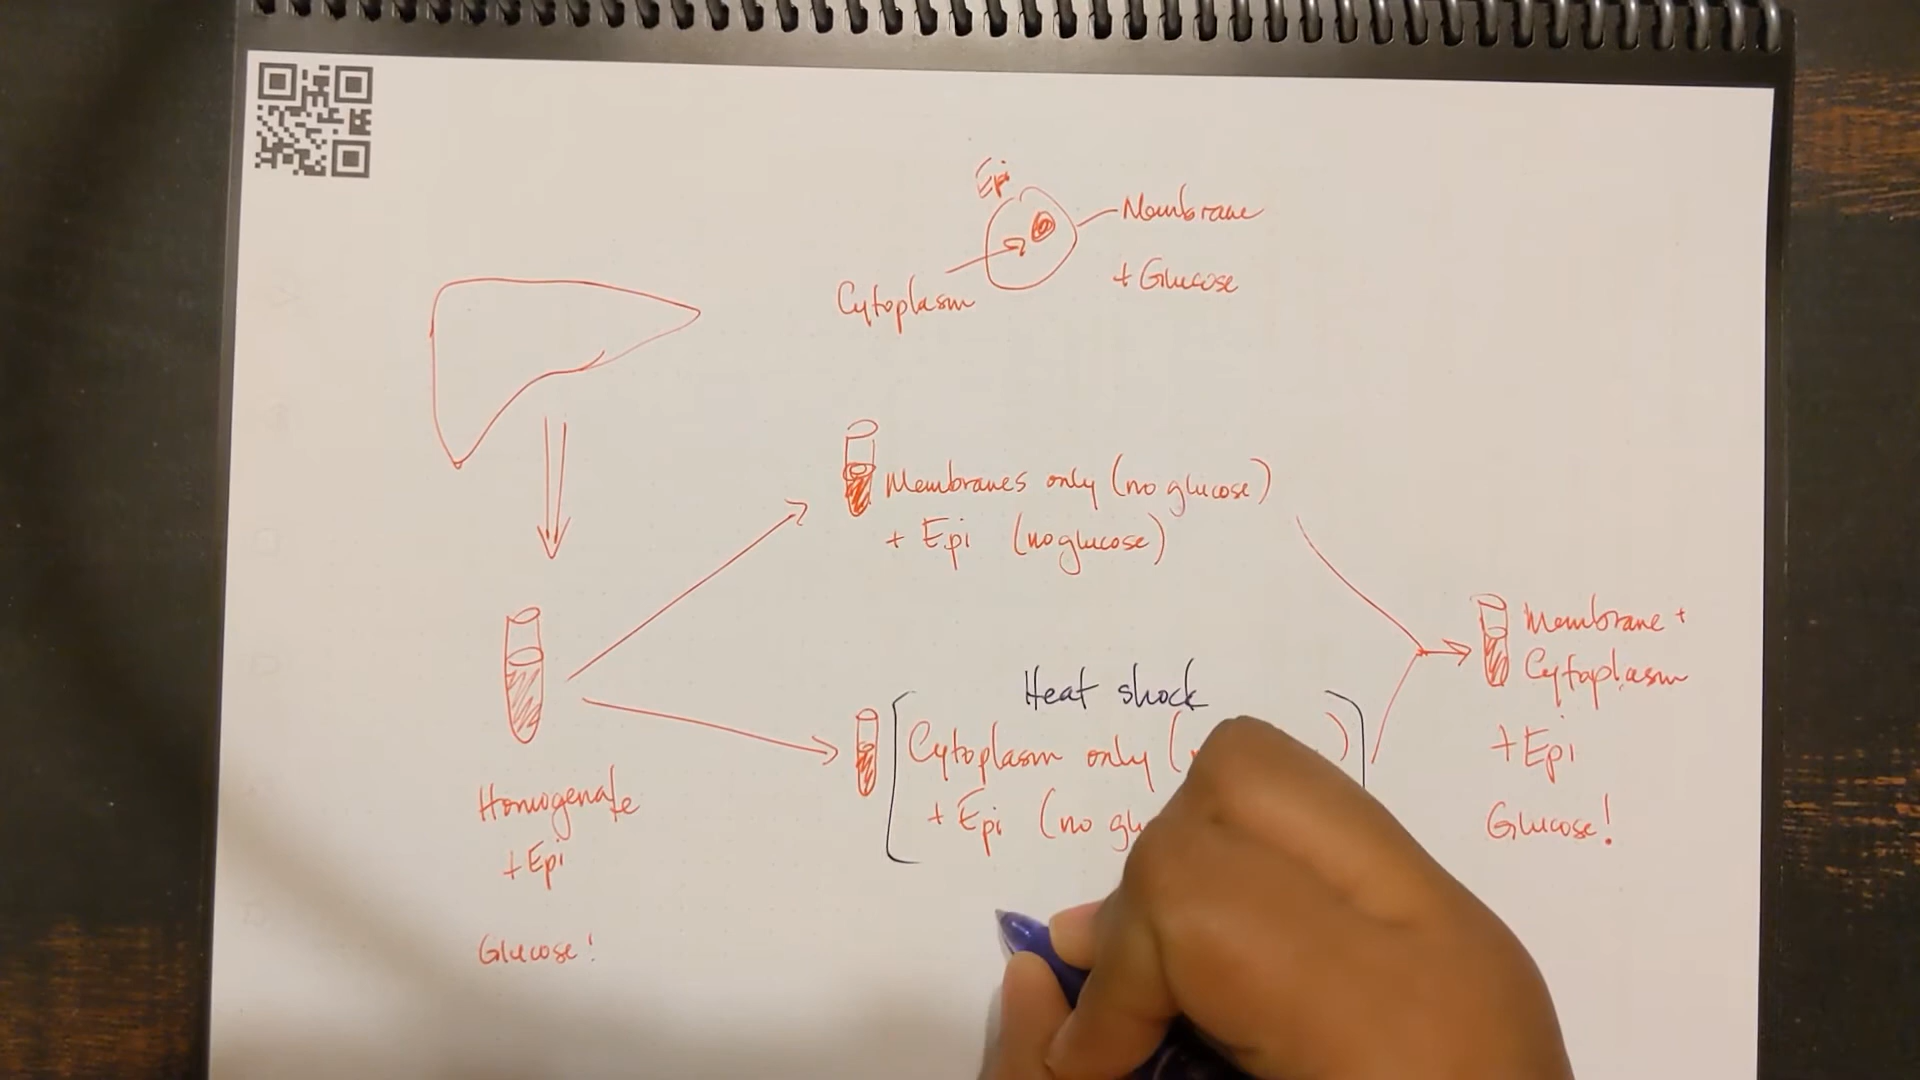 Epi
Membrane
+ Glucose
Cytoplasm
Membranes only (no glucose)
+ Epi (no glucose)
Homogenate
+ Epi
Glucose!
Heat shock
Cytoplasm only (
+ Epi (no
Membrane +
Cytoplasm
+ Epi
Glucose!